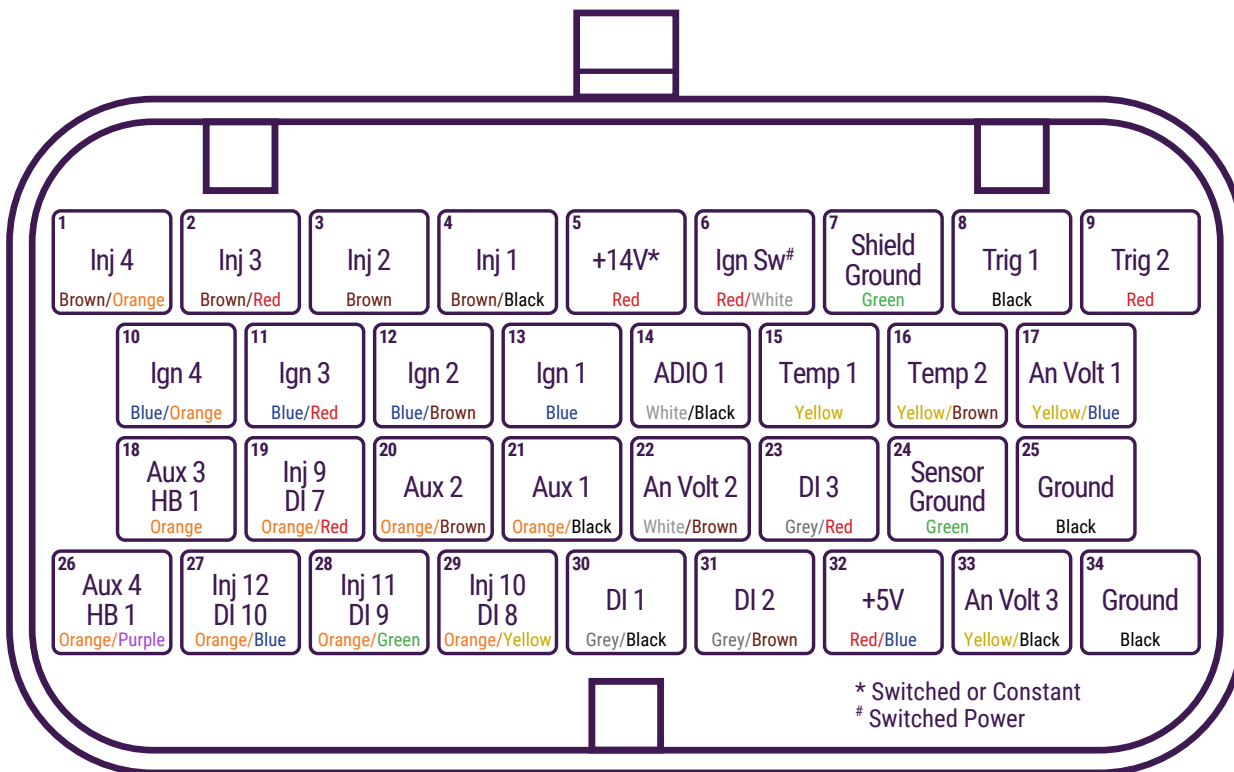 1
Inj 4
Brown/Orange
2
Inj 3
Brown/Red
3
Inj 2
Brown
4
Inj 1
Brown/Black
5
+14V*
Red
6
Ign Sw#
Red/White
7
Shield
Ground
Green
8
Trig 1
Black
9
Trig 2
Red
10
Ign 4
Blue/Orange
11
Ign 3
Blue/Red
12
Ign 2
Blue/Brown
13
Ign 1
Blue
14
ADIO 1
White/Black
15
Temp 1
Yellow
16
Temp 2
Yellow/Brown
17
An Volt 1
Yellow/Blue
18
Aux 3
HB 1
Orange
19
Inj 9
DI 7
Orange/Red
20
Aux 2
Orange/Brown
21
Aux 1
Orange/Black
22
An Volt 2
White/Brown
23
DI 3
Grey/Red
24
Sensor
Ground
Green
25
Ground
Black
26
Aux 4
HB 1
Orange/Purple
27
Inj 12
DI 10
Orange/Blue
28
Inj 11
DI 9
Orange/Green
29
Inj 10
DI 8
Orange/Yellow
30
DI 1
Grey/Black
31
DI 2
Grey/Brown
32
+5V
Red/Blue
33
An Volt 3
Yellow/Black
34
Ground
Black
* Switched or Constant
# Switched Power